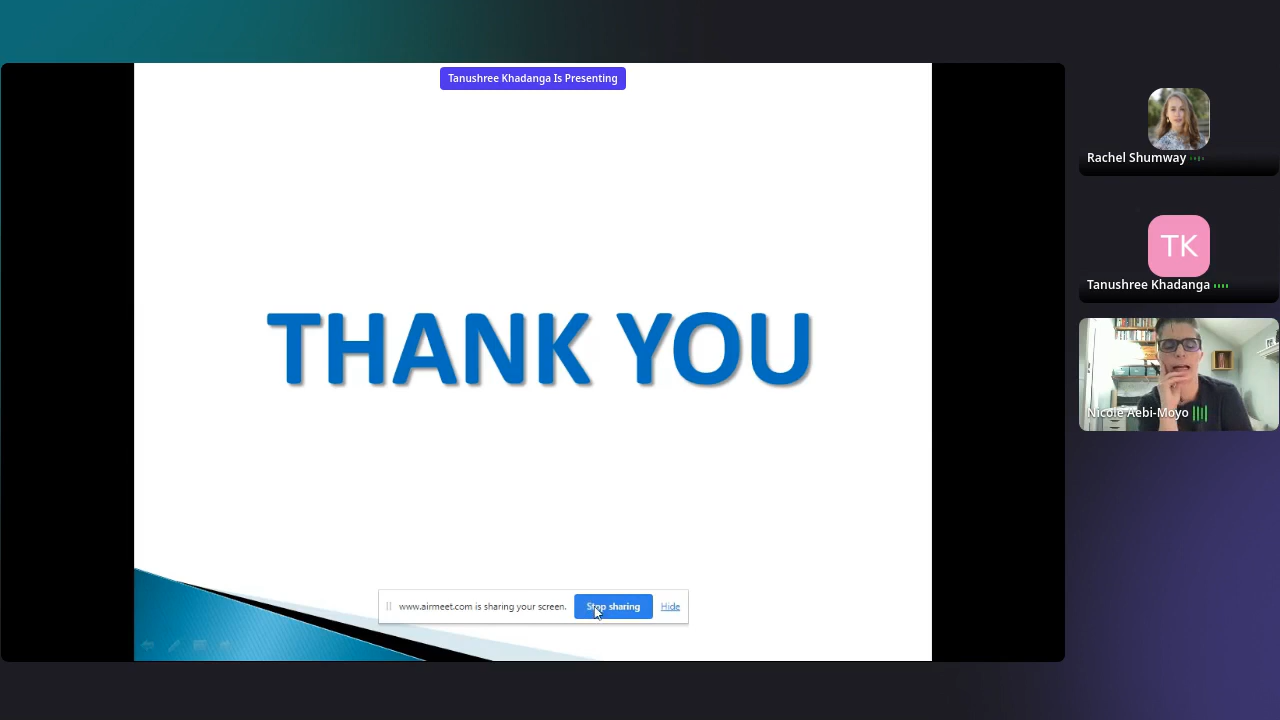 Tanushree Khadanga Is Presenting
THANK YOU
www.airmeet.com is sharing your screen.
Stop sharing
Hide
Rachel Shumway
TK
Tanushree Khadanga
Nicole Aebi-Moyo